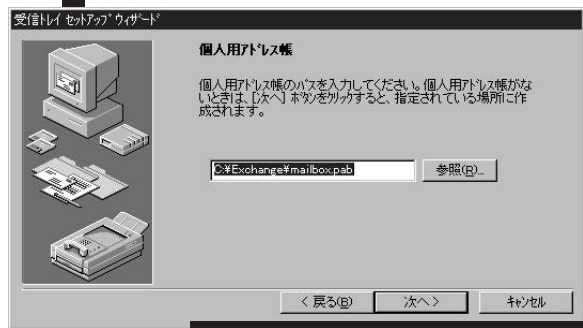 受信トレイ セットアップ ウィザード
個人用アドレス帳
個人用アドレス帳のパスを入力してください。個人用アドレス帳がな
いときは、[次へ] ボタンをクリックすると、指定されている場所に作
成されます。
C:¥Exchange¥mailbox.pab
参照(R)...
< 戻る(B)
次へ >
キャンセル